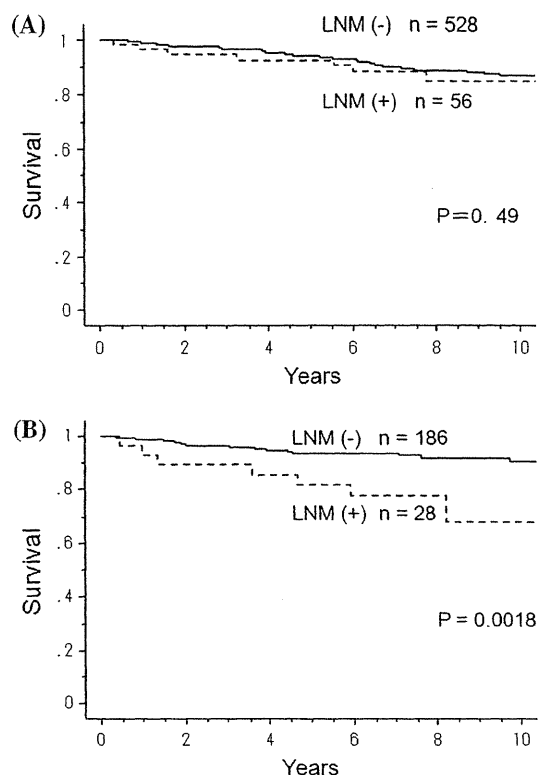 (A)
LNM (-) n = 528
LNM (+) n = 56
P=0. 49
Survival
1
.8
.6
.4
.2
0
0 2 4 6 8 10
Years
(B)
LNM (-) n = 186
LNM (+) n = 28
P = 0.0018
Survival
1
.8
.6
.4
.2
0
0 2 4 6 8 10
Years